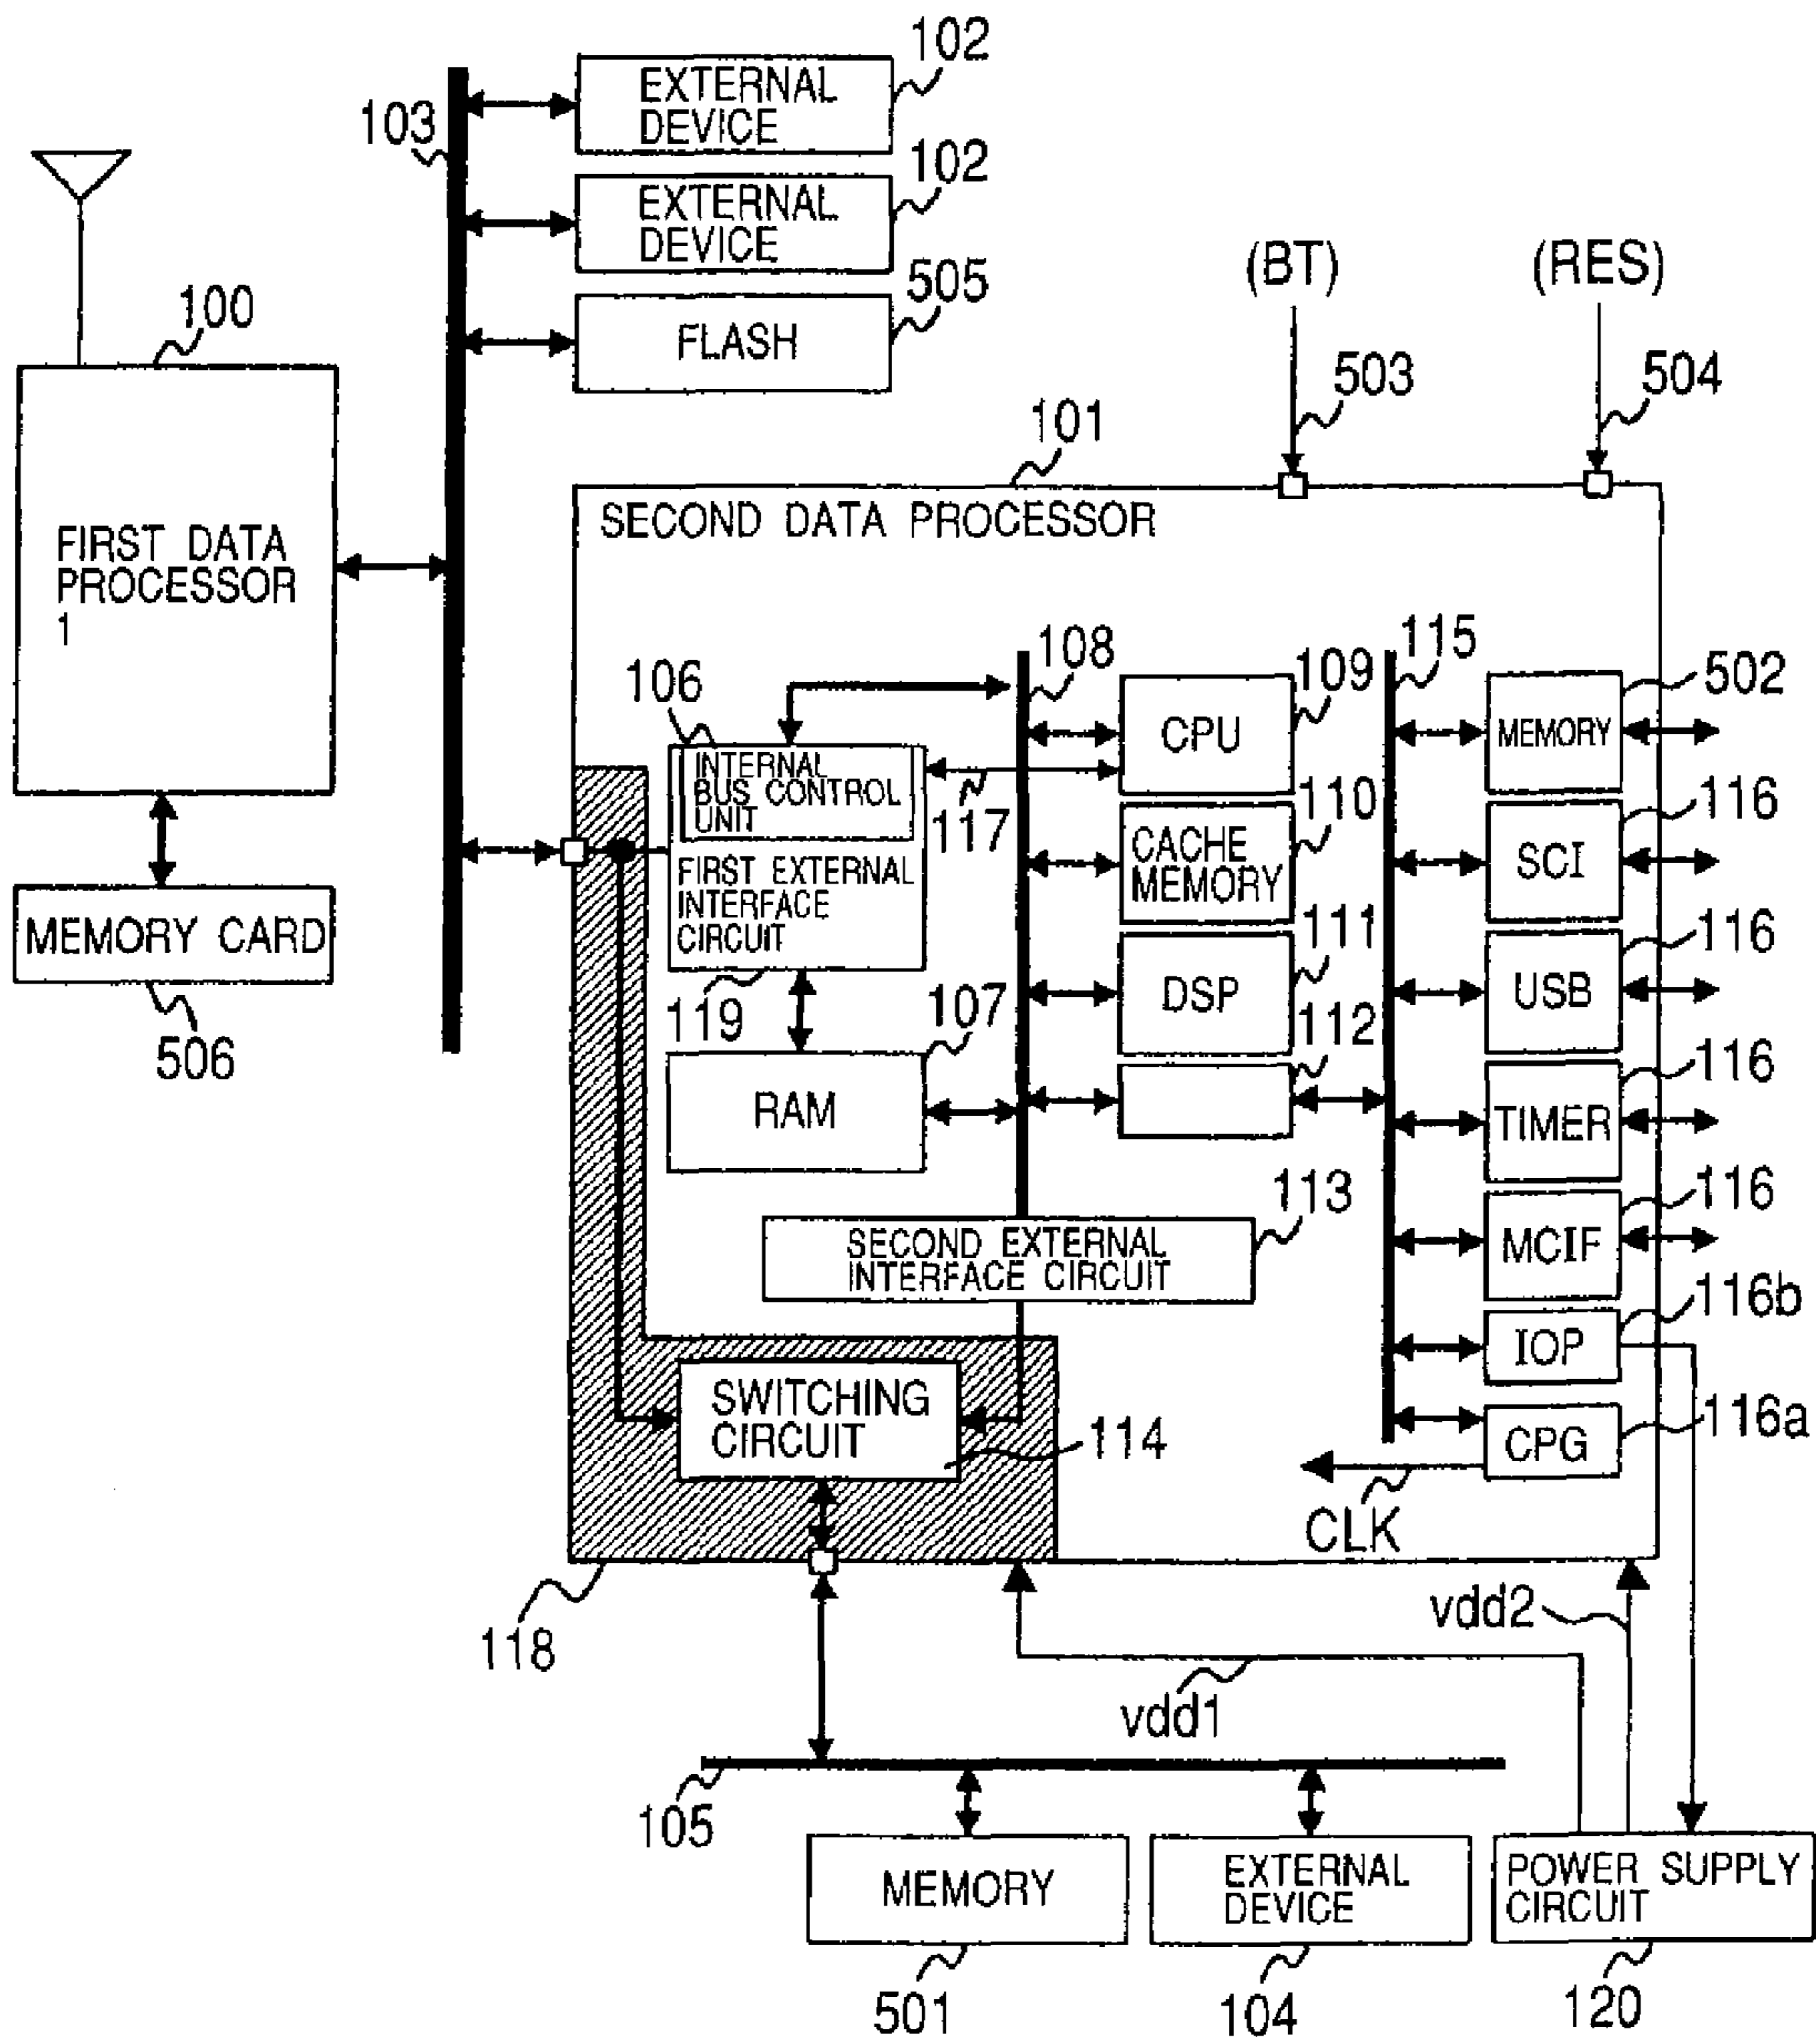 102
EXTERNAL
DEVICE
103
102
EXTERNAL
DEVICE
505
FLASH
(BT)
(RES)
100
503
504
FIRST DATA
PROCESSOR
1
101
SECOND DATA PROCESSOR
106
108
109
115
502
INTERNAL
BUS CONTROL
UNIT
CPU
MEMORY
117
110
116
FIRST EXTERNAL
INTERFACE
CIRCUIT
CACHE
MEMORY
SCI
MEMORY CARD
506
119
107
111
116
DSP
USB
112
116
RAM
TIMER
113
116
SECOND EXTERNAL
INTERFACE CIRCUIT
MCIF
116b
IOP
SWITCHING
CIRCUIT
114
116a
CPG
CLK
118
vdd2
vdd1
105
MEMORY
EXTERNAL
DEVICE
POWER SUPPLY
CIRCUIT
501
104
120